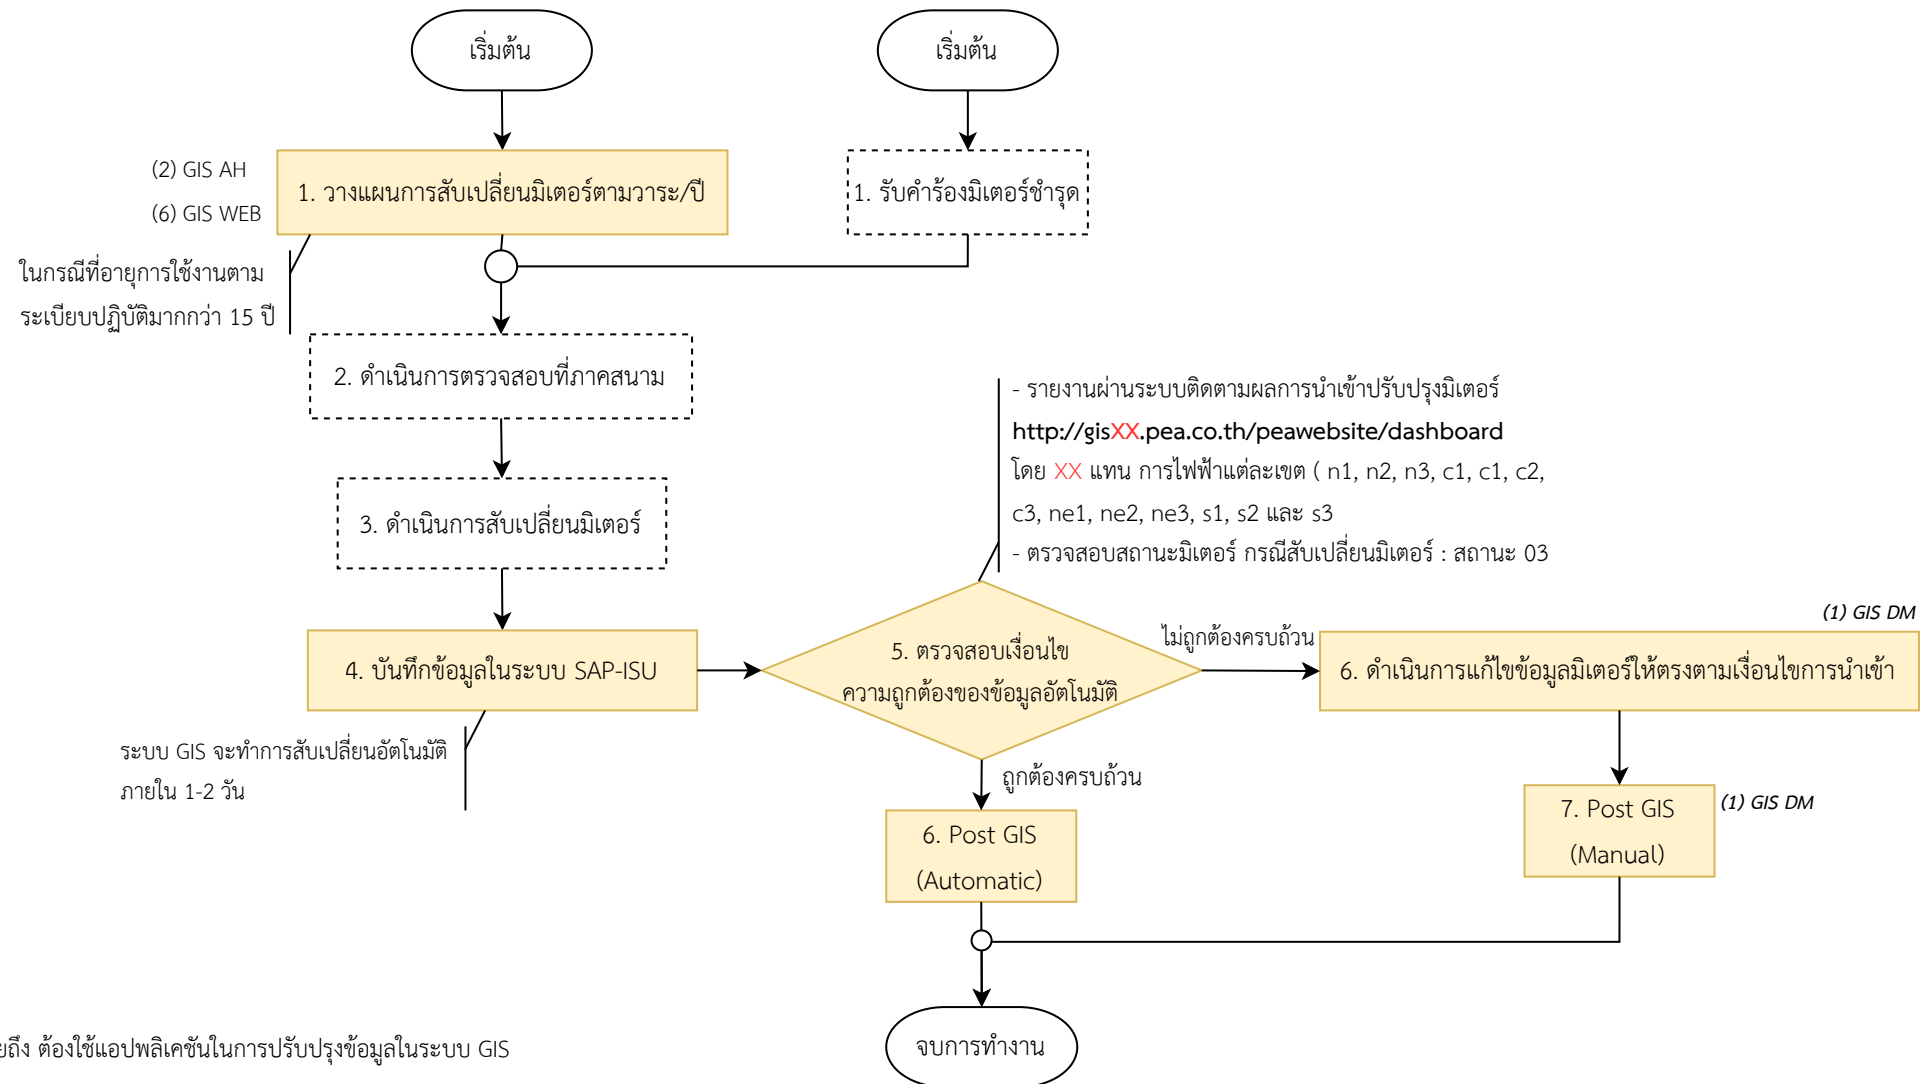 เริ่มต้น
เริ่มต้น
(2) GIS AH
(6) GIS WEB
1. วางแผนการสับเปลี่ยนมิเตอร์ตามวาระ/ปี
1. รับคำร้องมิเตอร์ชำรุด
ในกรณีที่อายุการใช้งานตาม
ระเบียบปฏิบัติมากกว่า 15 ปี
2. ดำเนินการตรวจสอบที่ภาคสนาม
3. ดำเนินการสับเปลี่ยนมิเตอร์
- รายงานผ่านระบบติดตามผลการนำเข้าปรับปรุงมิเตอร์
http://gisXX.pea.co.th/peawebsite/dashboard
โดย XX แทน การไฟฟ้าแต่ละเขต ( n1, n2, n3, c1, c1, c2,
c3, ne1, ne2, ne3, s1, s2 และ s3
- ตรวจสอบสถานะมิเตอร์ กรณีสับเปลี่ยนมิเตอร์ : สถานะ 03
4. บันทึกข้อมูลในระบบ SAP-ISU
5. ตรวจสอบเงื่อนไข
ความถูกต้องของข้อมูลอัตโนมัติ
ไม่ถูกต้องครบถ้วน
(1) GIS DM
6. ดำเนินการแก้ไขข้อมูลมิเตอร์ให้ตรงตามเงื่อนไขการนำเข้า
ระบบ GIS จะทำการสับเปลี่ยนอัตโนมัติ
ภายใน 1-2 วัน
ถูกต้องครบถ้วน
6. Post GIS
(Automatic)
7. Post GIS
(Manual)
(1) GIS DM
จบการทำงาน
ต้องใช้แอปพลิเคชันในการปรับปรุงข้อมูลในระบบ GIS